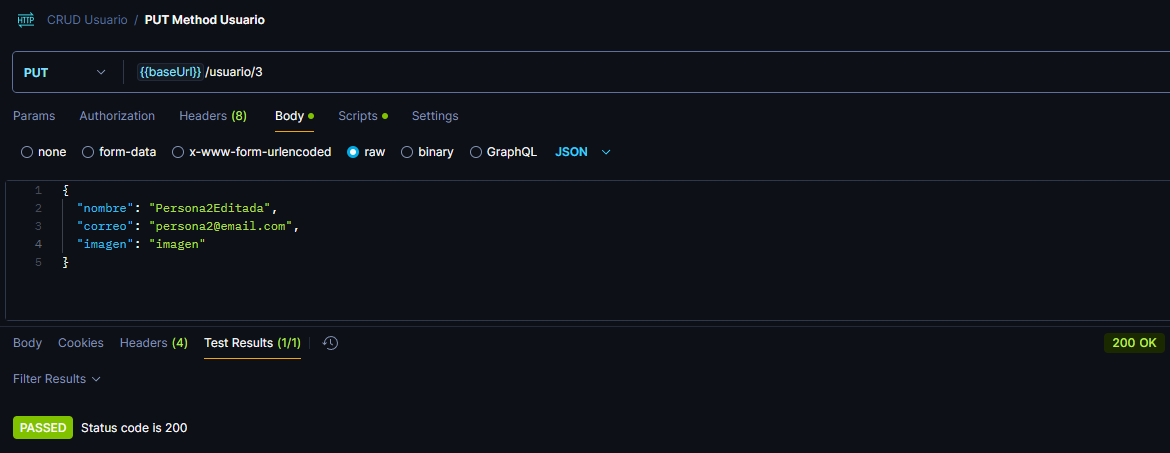 HTTP CRUD Usuario / PUT Method Usuario
PUT {{baseUrl}}/usuario/3
Params Authorization Headers (8) Body Scripts Settings
none form-data x-www-form-urlencoded raw binary GraphQL JSON
1 {
2 "nombre": "Persona2Editada",
3 "correo": "persona2@email.com",
4 "imagen": "imagen"
5 }
Body Cookies Headers (4) Test Results (1/1) 200 OK
Filter Results
PASSED Status code is 200